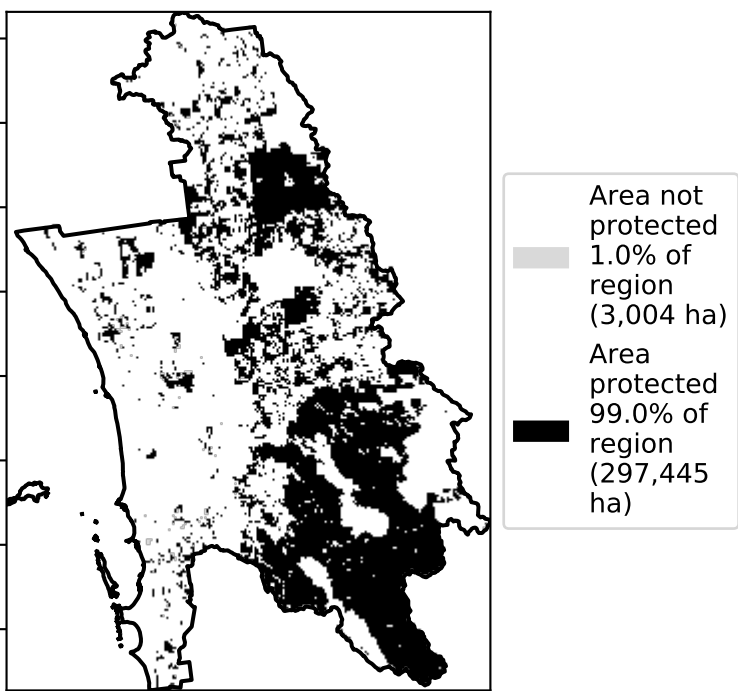 Area not
protected
1.0% of
region
(3,004 ha)
Area
protected
99.0% of
region
(297,445
ha)